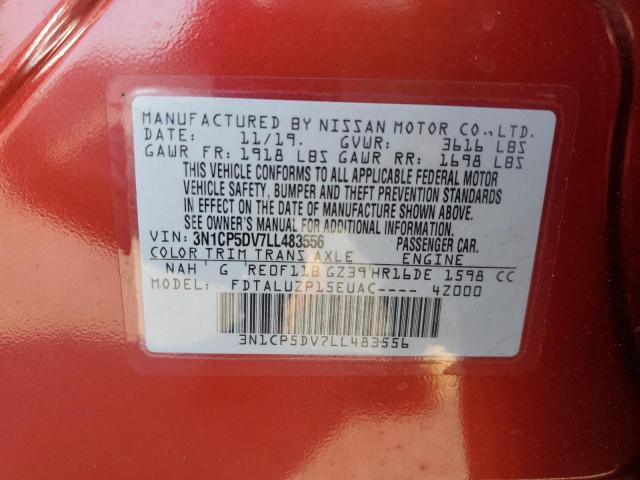 MANUFACTURED BY NISSAN MOTOR CO.,LTD.
DATE: 11/19. GVWR: 3616 LBS
GAWR FR: 1918 LBS GAWR RR: 1698 LBS
THIS VEHICLE CONFORMS TO ALL APPLICABLE FEDERAL MOTOR
VEHICLE SAFETY, BUMPER AND THEFT PREVENTION STANDARDS
IN EFFECT ON THE DATE OF MANUFACTURE SHOWN ABOVE.
SEE OWNER'S MANUAL FOR ADDITIONAL INFORMATION.
VIN: 3N1CP5DV7LL483556 PASSENGER CAR.
COLOR TRIM TRANS AXLE ENGINE
NAH G RE0F11B GZ39 HR16DE 1598 CC
MODEL: FDTALUZP15EUAC---- 4Z000
3N1CP5DV7LL483556